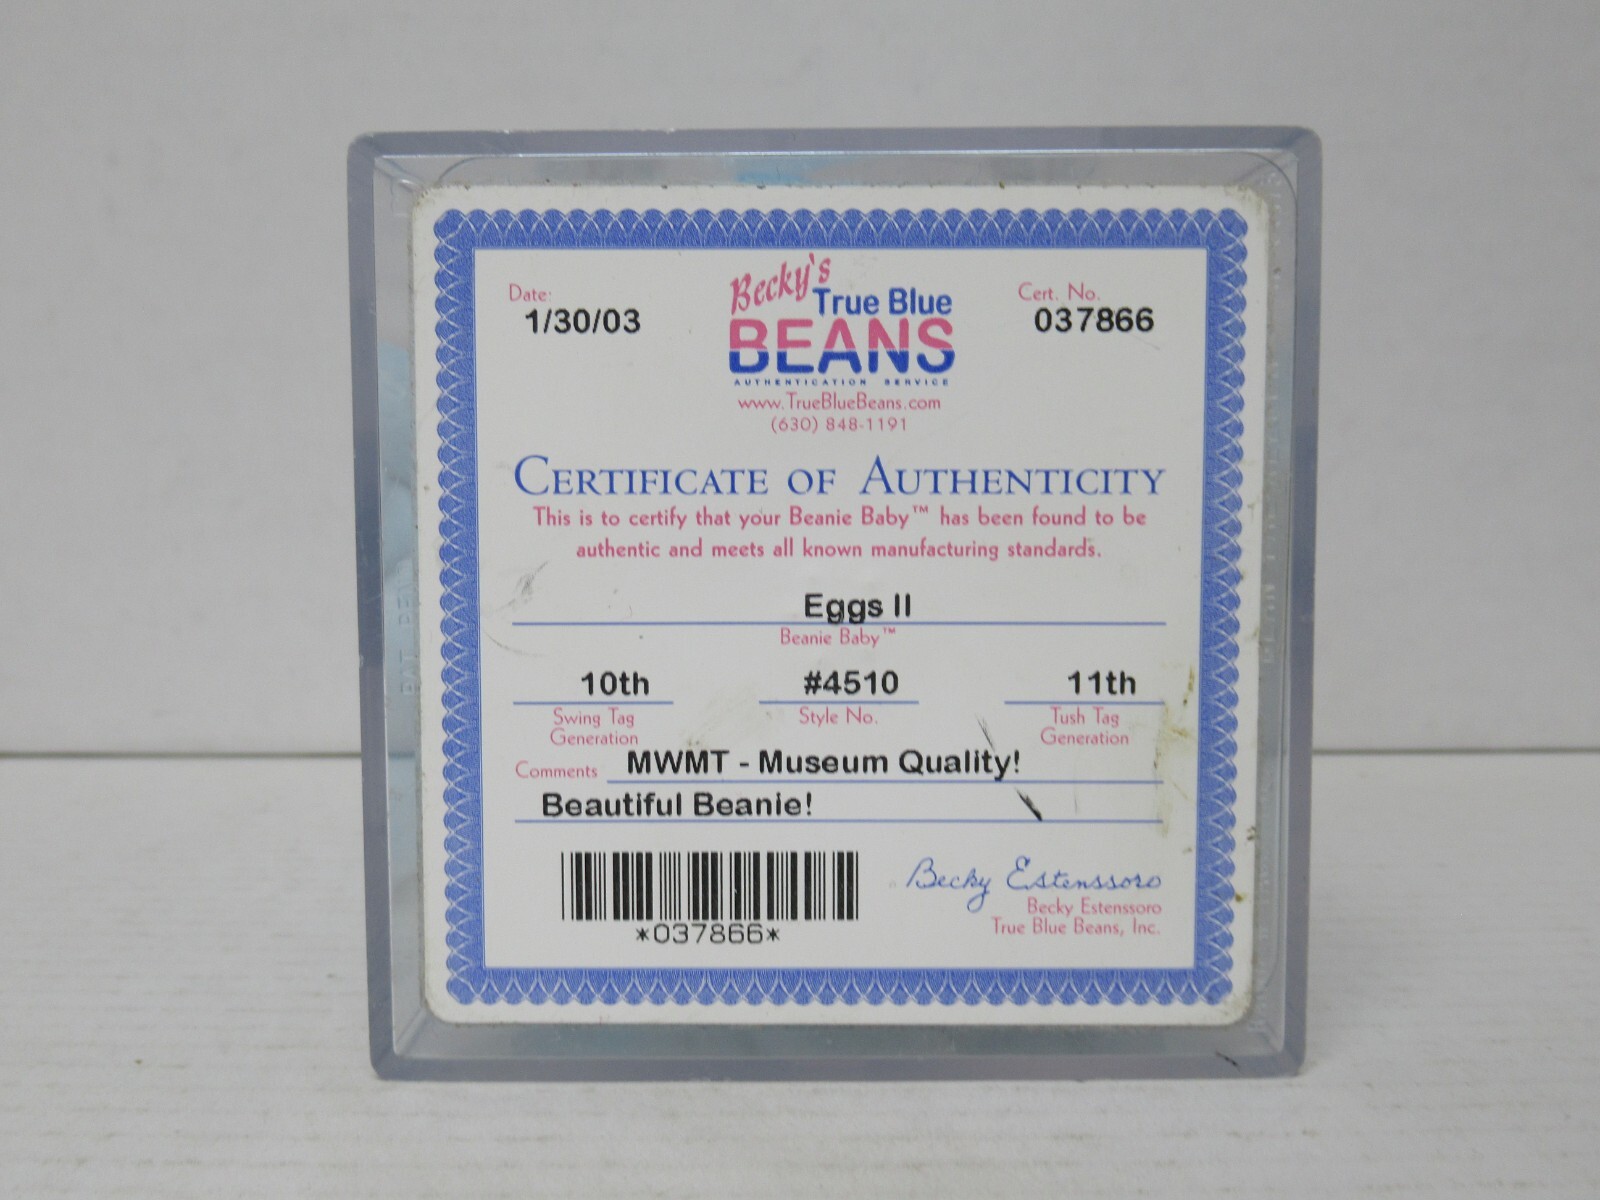 Date:
1/30/03
Becky's
True Blue
BEANS
AUTHENTICATION SERVICE
www.TrueBlueBeans.com
(630) 848-1191
Cert. No.
037866
CERTIFICATE OF AUTHENTICITY
This is to certify that your Beanie Baby™ has been found to be
authentic and meets all known manufacturing standards.
Eggs II
Beanie Baby™
10th #4510 11th
Swing Tag Style No. Tush Tag
Generation Generation
Comments MWMT - Museum Quality!
Beautiful Beanie!
*037866*
Becky Estenssoro
Becky Estenssoro
True Blue Beans, Inc.